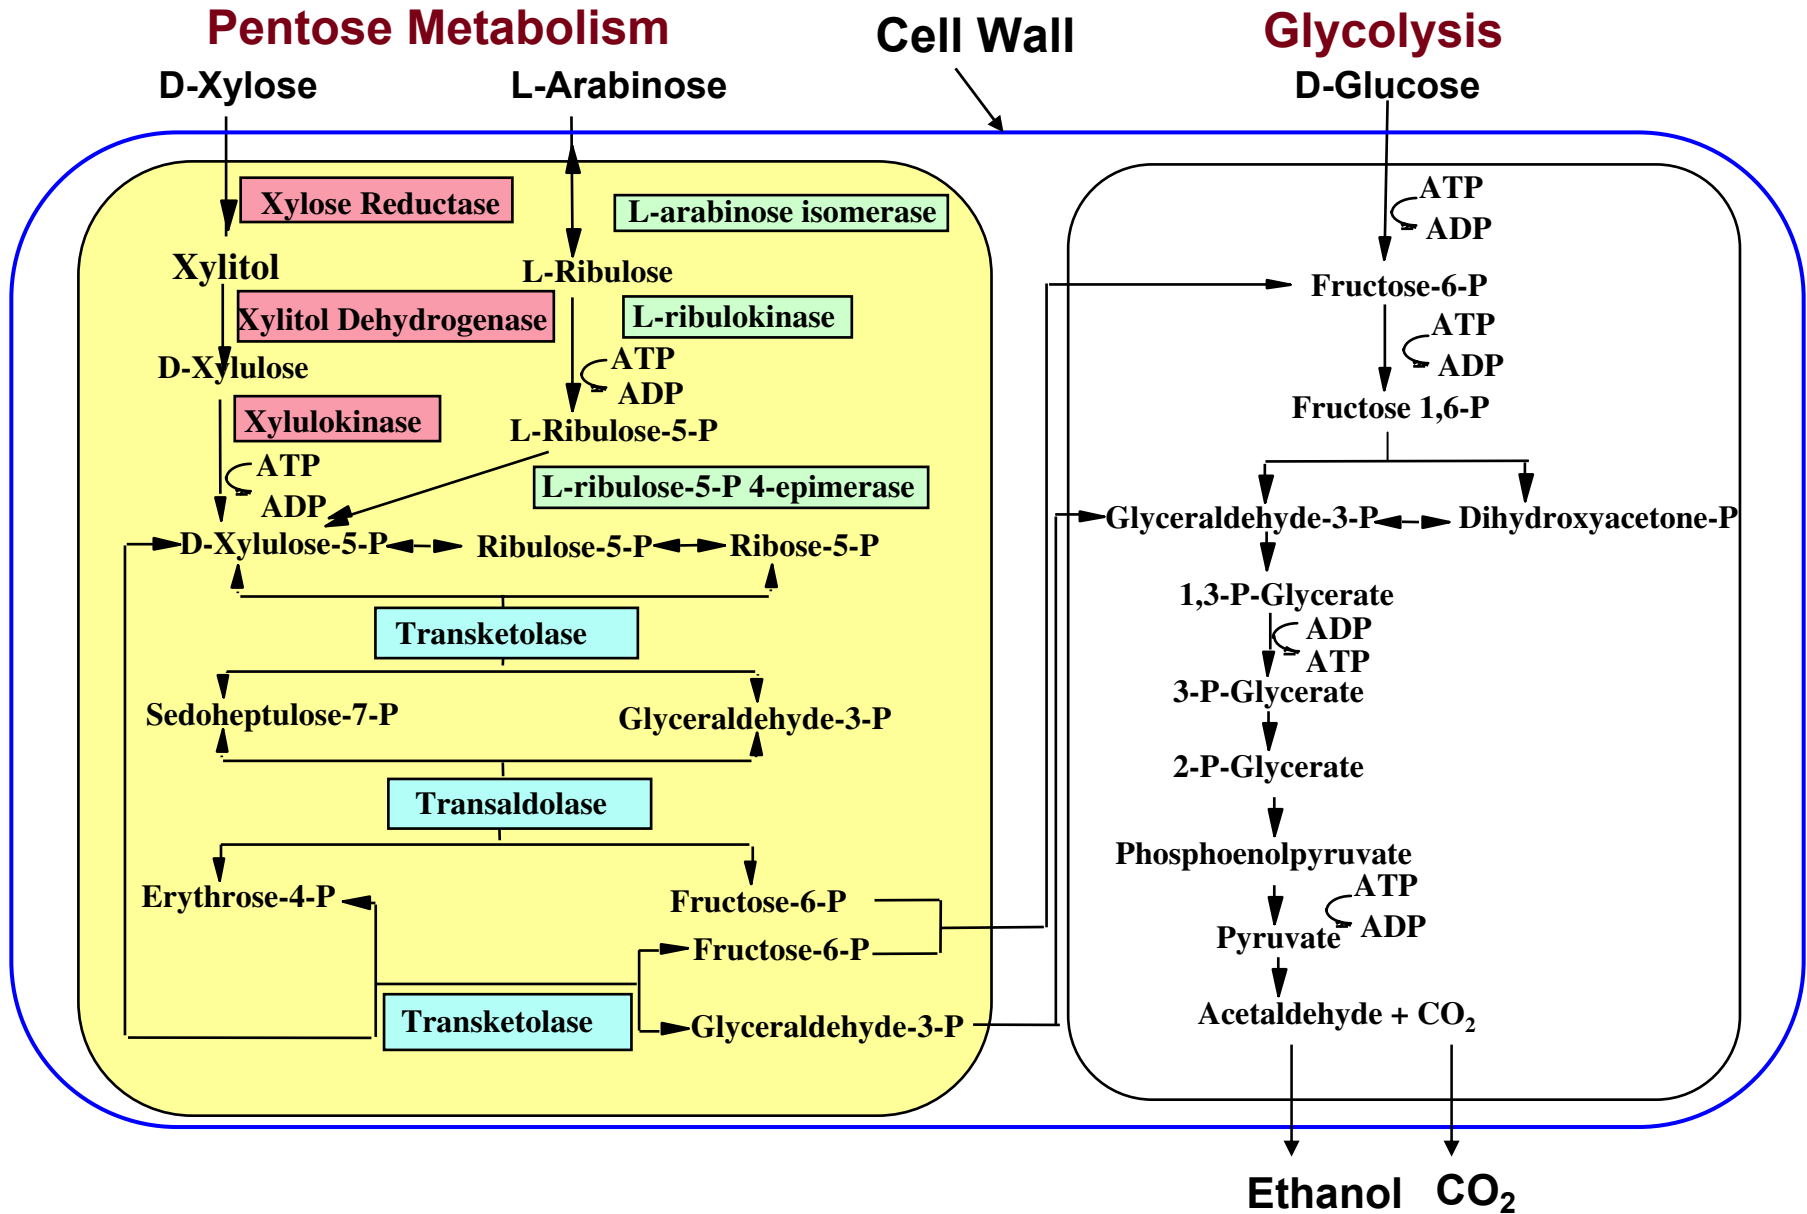 Pentose Metabolism
Cell Wall
Glycolysis
D-Xylose
L-Arabinose
D-Glucose
Xylose Reductase
L-arabinose isomerase
Xylitol
L-Ribulose
Xylitol Dehydrogenase
L-ribulokinase
D-Xylulose
ATP
ADP
Xylulokinase
L-Ribulose-5-P
ATP
ADP
L-ribulose-5-P 4-epimerase
D-Xylulose-5-P
Ribulose-5-P
Ribose-5-P
Transketolase
Sedoheptulose-7-P
Glyceraldehyde-3-P
Transaldolase
Erythrose-4-P
Fructose-6-P
Fructose-6-P
Transketolase
Glyceraldehyde-3-P
ATP
ADP
Fructose-6-P
ATP
ADP
Fructose 1,6-P
Glyceraldehyde-3-P
Dihydroxyacetone-P
1,3-P-Glycerate
ADP
ATP
3-P-Glycerate
2-P-Glycerate
Phosphoenolpyruvate
ATP
ADP
Pyruvate
Acetaldehyde + CO2
Ethanol
CO2